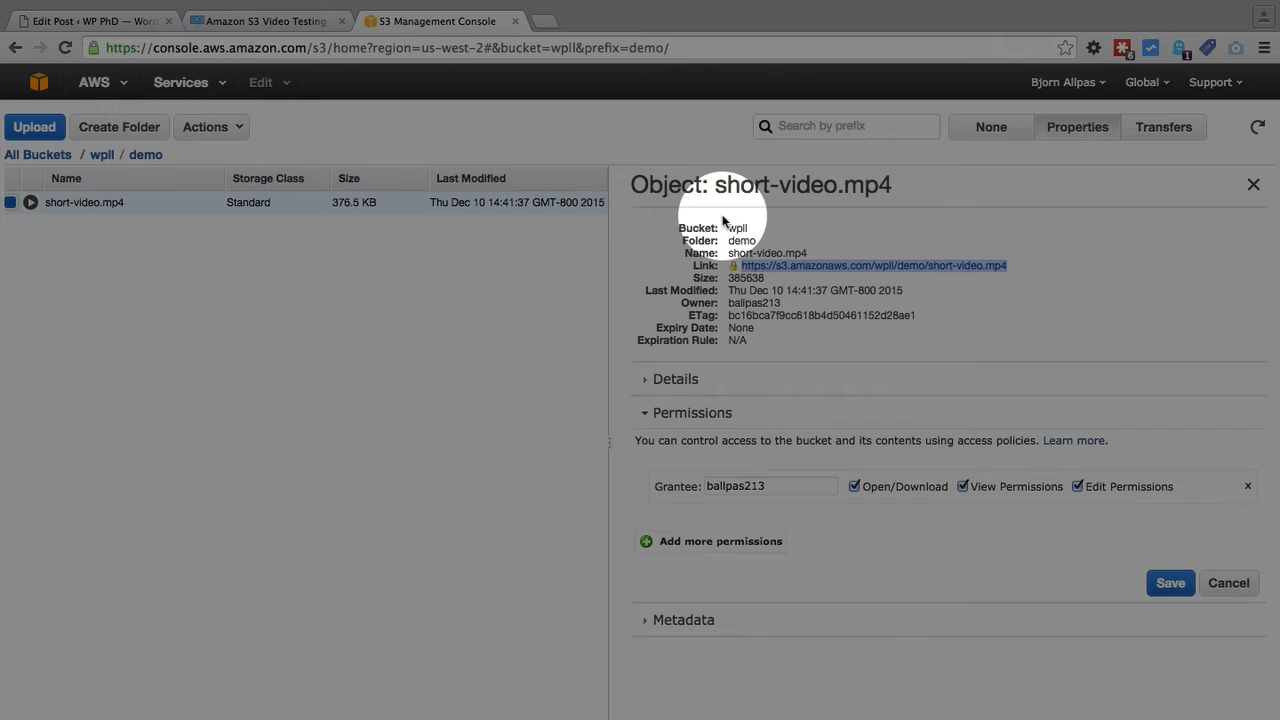 Edit Post ‹ WP PhD — Word
Amazon S3 Video Testing
S3 Management Console
https://console.aws.amazon.com/s3/home?region=us-west-2#&bucket=wpll&prefix=demo/
6
1
AWS
Services
Edit
Bjorn Allpas
Global
Support
Upload
Create Folder
Actions
Search by prefix
None
Properties
Transfers
All Buckets / wpll / demo
Name
Storage Class
Size
Last Modified
short-video.mp4
Standard
376.5 KB
Thu Dec 10 14:41:37 GMT-800 2015
Object: short-video.mp4
Bucket: wpll
Folder: demo
Name: short-video.mp4
Link: https://s3.amazonaws.com/wpll/demo/short-video.mp4
Size: 385638
Last Modified: Thu Dec 10 14:41:37 GMT-800 2015
Owner: ballpas213
ETag: bc16bca7f9cc618b4d50461152d28ae1
Expiry Date: None
Expiration Rule: N/A
Details
Permissions
You can control access to the bucket and its contents using access policies. Learn more.
Grantee: ballpas213
Open/Download
View Permissions
Edit Permissions
x
Add more permissions
Save
Cancel
Metadata